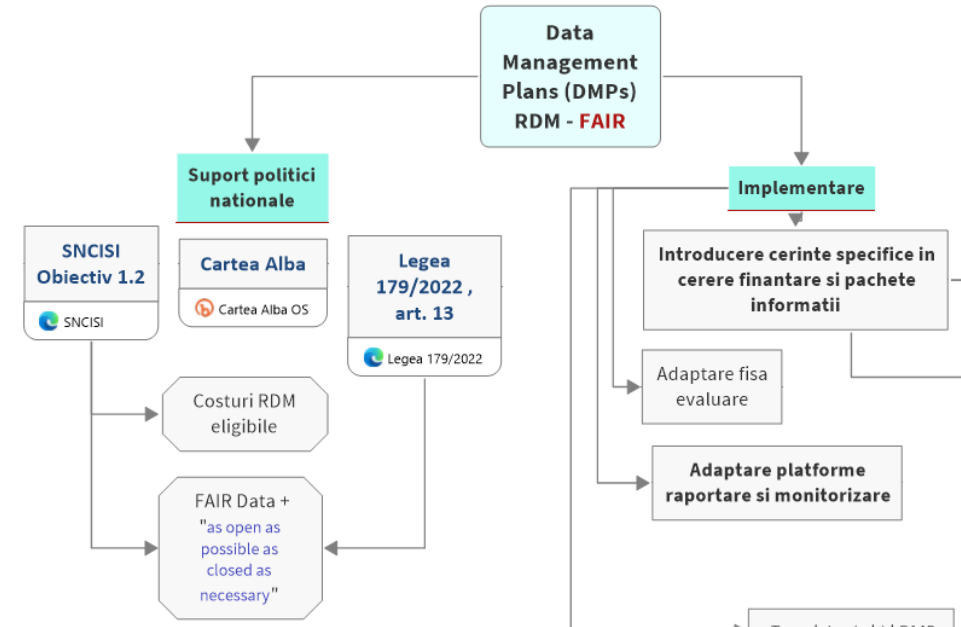 Data
Management
Plans (DMPs)
RDM - FAIR
Suport politici
nationale
Implementare
SNCISI
Obiectiv 1.2
SNCISI
Cartea Alba
Cartea Alba OS
Legea
179/2022 ,
art. 13
Legea 179/2022
Introducere cerinte specifice in
cerere finantare si pachete
informatii
Costuri RDM
eligibile
Adaptare fisa
evaluare
Adaptare platforme
raportare si monitorizare
FAIR Data +
"as open as
possible as
closed as
necessary"